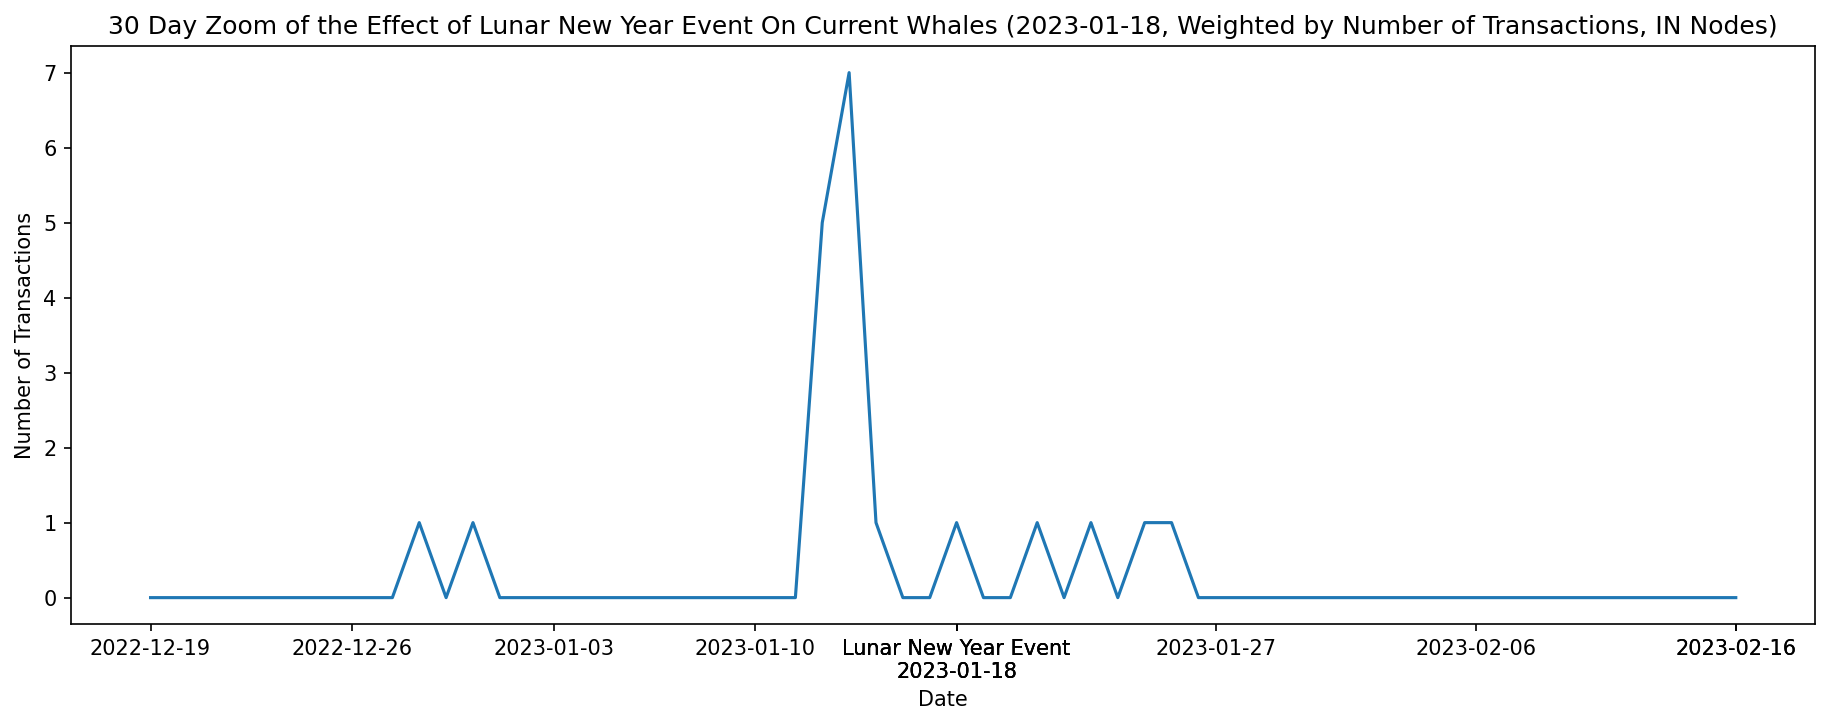 30 Day Zoom of the Effect of Lunar New Year Event On Current Whales (2023-01-18, Weighted by Number of Transactions, IN Nodes)
Number of Transactions
7
6
5
4
3
2
1
0
2022-12-19 2022-12-26 2023-01-03 2023-01-10 Lunar New Year Event 2023-01-27 2023-02-06 2023-02-16
2023-01-18
Date